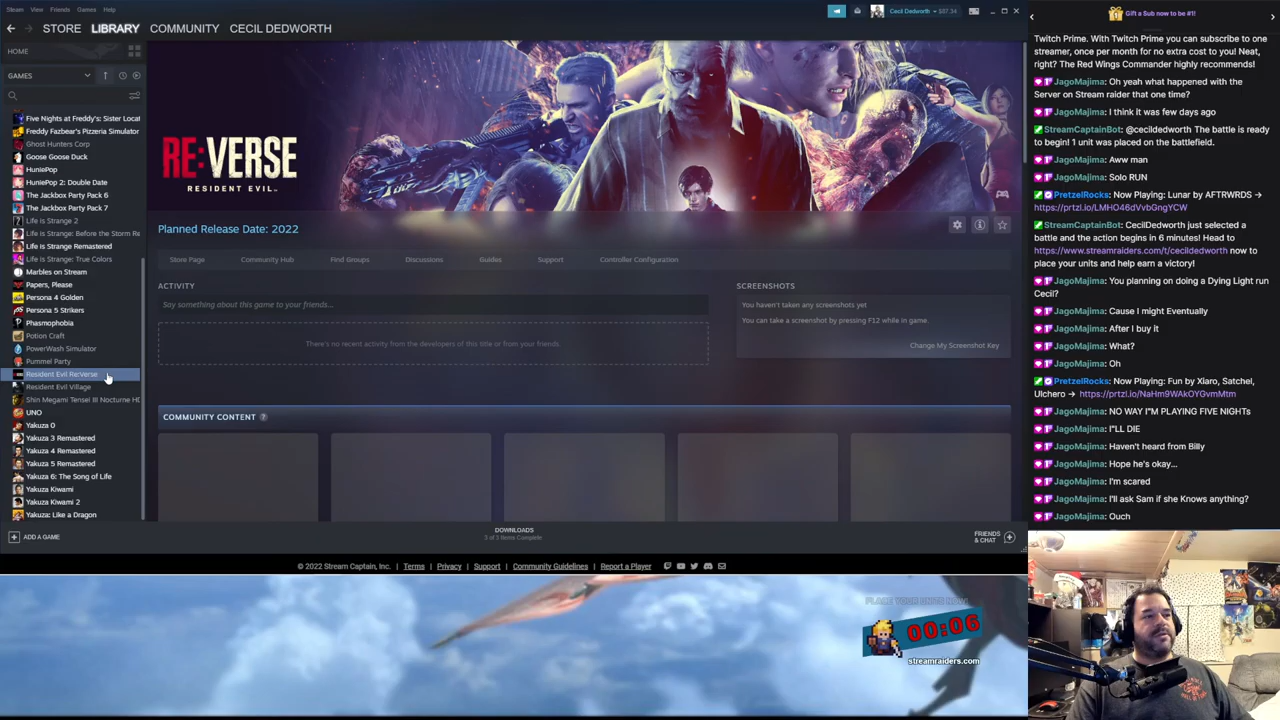 Steam View Friends Games Help
Cecil Dedworth $87.34
STORE LIBRARY COMMUNITY CECIL DEDWORTH
HOME
GAMES
Five Nights at Freddy's: Sister Locat
Freddy Fazbear's Pizzeria Simulator
Ghost Hunters Corp
Goose Goose Duck
HuniePop
HuniePop 2: Double Date
The Jackbox Party Pack 6
The Jackbox Party Pack 7
Life is Strange 2
Life is Strange: Before the Storm Re
Life is Strange Remastered
Life is Strange: True Colors
Marbles on Stream
Papers, Please
Persona 4 Golden
Persona 5 Strikers
Phasmophobia
Potion Craft
PowerWash Simulator
Pummel Party
Resident Evil Re:Verse
Resident Evil Village
Shin Megami Tensei III Nocturne HD
UNO
Yakuza 0
Yakuza 3 Remastered
Yakuza 4 Remastered
Yakuza 5 Remastered
Yakuza 6: The Song of Life
Yakuza Kiwami
Yakuza Kiwami 2
Yakuza: Like a Dragon
ADD A GAME
RE:VERSE
RESIDENT EVIL
Planned Release Date: 2022
Store Page Community Hub Find Groups Discussions Guides Support Controller Configuration
ACTIVITY
Say something about this game to your friends...
There's no recent activity from the developers of this title or from your friends.
SCREENSHOTS
You haven't taken any screenshots yet
You can take a screenshot by pressing F12 while in game.
Change My Screenshot Key
COMMUNITY CONTENT ?
DOWNLOADS
3 of 3 Items Complete
FRIENDS
& CHAT
© 2022 Stream Captain, Inc. Terms Privacy Support Community Guidelines Report a Player
PLACE YOUR UNITS NOW
00:06
streamraiders.com
Gift a Sub now to be #1!
Twitch Prime. With Twitch Prime you can subscribe to one
streamer, once per month for no extra cost to you! Neat,
right? The Red Wings Commander highly recommends!
JagoMajima: Oh yeah what happened with the
Server on Stream raider that one time?
JagoMajima: I think it was few days ago
StreamCaptainBot: @cecildedworth The battle is ready
to begin! 1 unit was placed on the battlefield.
JagoMajima: Aww man
JagoMajima: Solo RUN
PretzelRocks: Now Playing: Lunar by AFTRWRDS ->
https://prtzl.io/LMHO46dVvbGngYCW
StreamCaptainBot: CecilDedworth just selected a
battle and the action begins in 6 minutes! Head to
https://www.streamraiders.com/t/cecildedworth now to
place your units and help earn a victory!
JagoMajima: You planning on doing a Dying Light run
Cecil?
JagoMajima: Cause I might Eventually
JagoMajima: After I buy it
JagoMajima: What?
JagoMajima: Oh
PretzelRocks: Now Playing: Fun by Xiaro, Satchel,
Ulchero -> https://prtzl.io/NaHm9WAkOYGvmMtm
JagoMajima: NO WAY I"M PLAYING FIVE NIGHTs
JagoMajima: I"LL DIE
JagoMajima: Haven't heard from Billy
JagoMajima: Hope he's okay...
JagoMajima: I'm scared
JagoMajima: I'll ask Sam if she Knows anything?
JagoMajima: Ouch